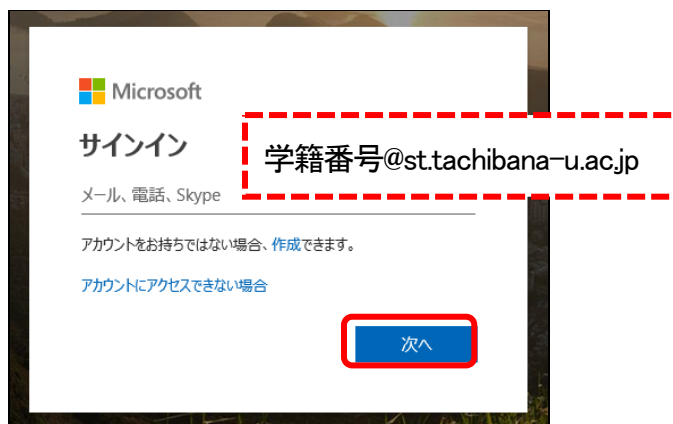 Microsoft
サインイン
学籍番号@st.tachibana-u.ac.jp
メール、電話、Skype
アカウントをお持ちではない場合、作成できます。
アカウントにアクセスできない場合
次へ